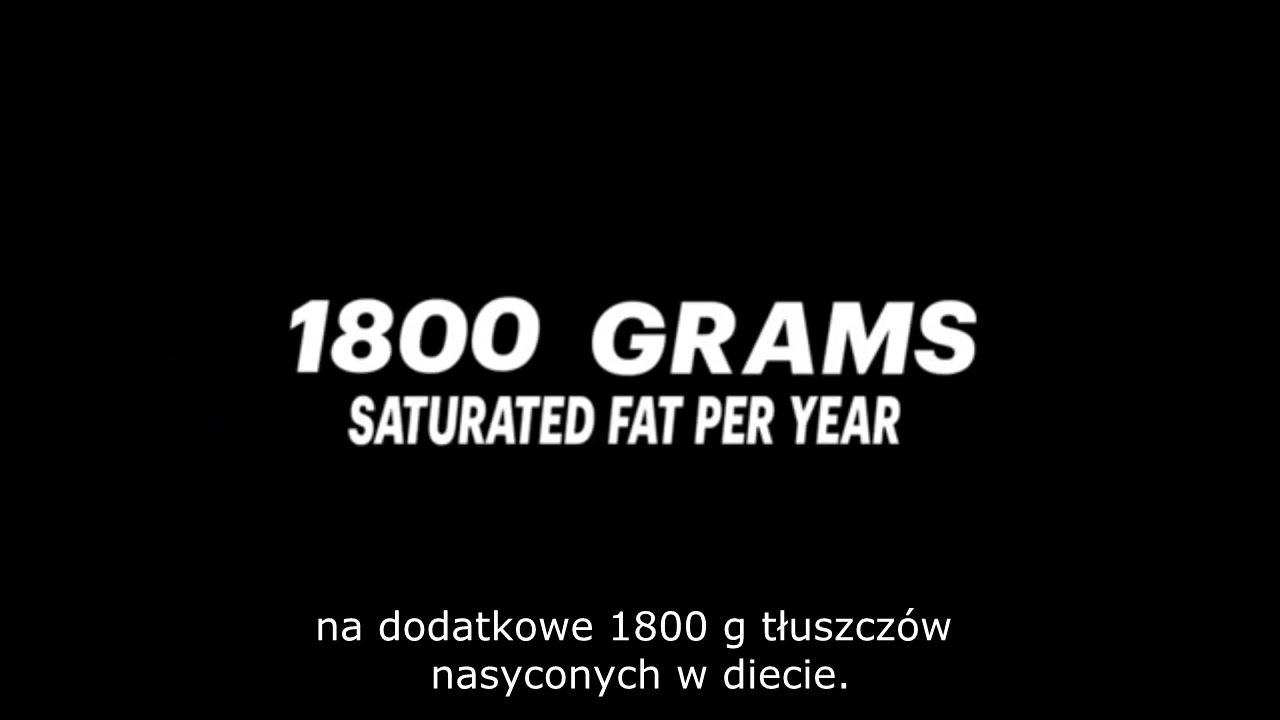 1800 GRAMS
SATURATED FAT PER YEAR
na dodatkowe 1800 g tłuszczów
nasyconych w diecie.